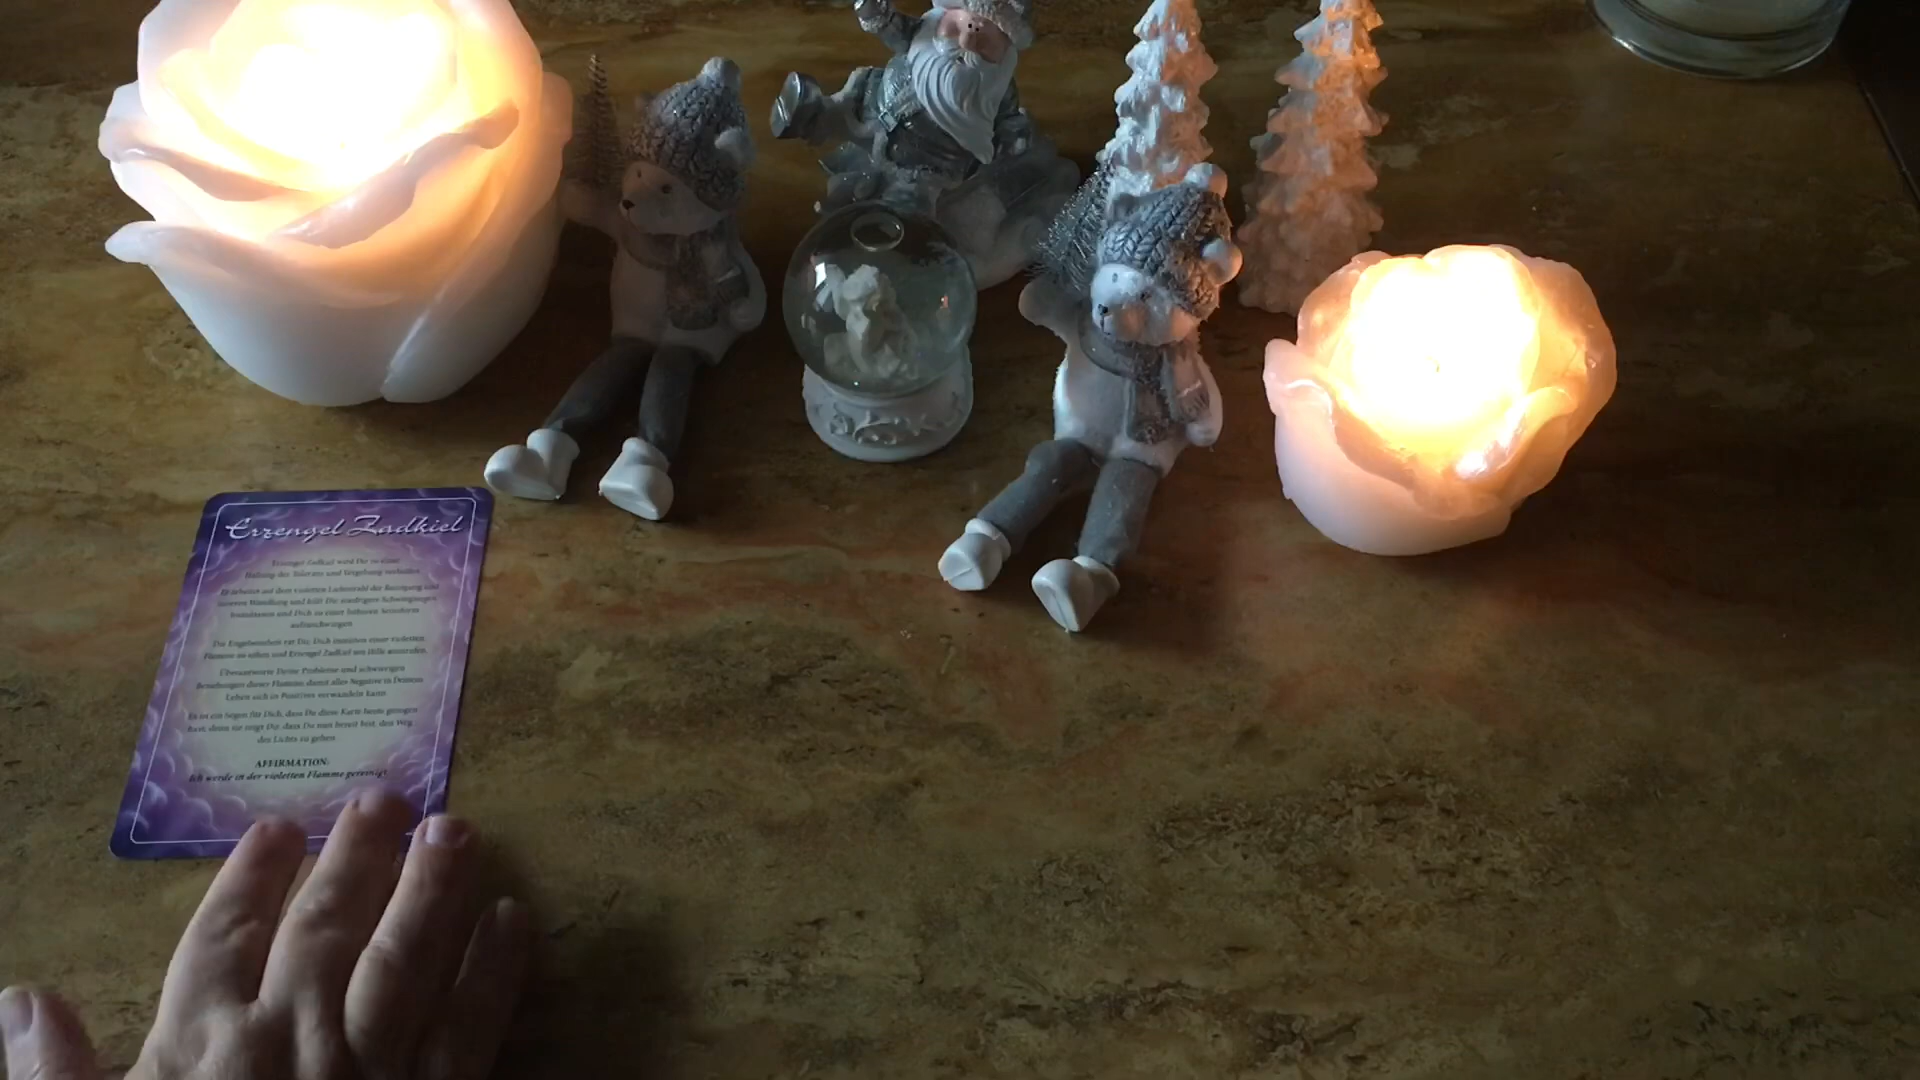 Erzengel Zadkiel
Erzengel Zadkiel wird Dir zu einer
Haltung der Toleranz und Vergebung verhelfen.
Er arbeitet auf dem violetten Lichtstrahl der Reinigung und
inneren Wandlung und hilft Dir niedrigere Schwingungen
loszulassen und Dich zu einer höheren Seinsform
aufzuschwingen.
Die Engelweisheit rät Dir, Dich inmitten einer violetten
Flamme zu sehen und Erzengel Zadkiel um Hilfe anzurufen.
Überantworte Deine Probleme und schwierigen
Beziehungen dieser Flamme, damit alles Negative in Deinem
Leben sich in Positives verwandeln kann.
Es ist ein Segen für Dich, dass Du diese Karte heute gezogen
hast, denn sie zeigt Dir, dass Du nun bereit bist, den Weg
des Lichts zu gehen.
AFFIRMATION:
Ich werde in der violetten Flamme gereinigt.